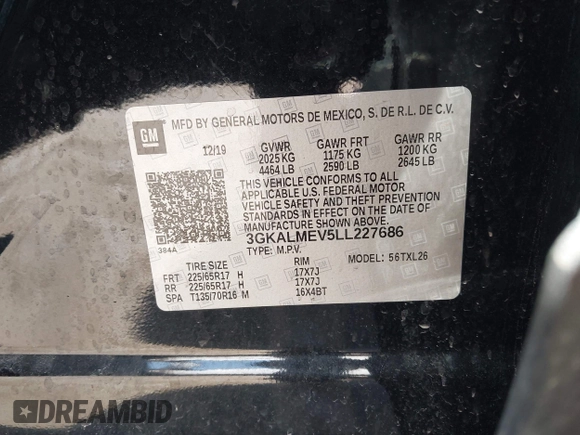 GM MFD BY GENERAL MOTORS DE MEXICO, S. DE R.L. DE C.V.
12/19 GVWR GAWR FRT GAWR RR
2025 KG 1175 KG 1200 KG
4464 LB 2590 LB 2645 LB
THIS VEHICLE CONFORMS TO ALL
APPLICABLE U.S. FEDERAL MOTOR
VEHICLE SAFETY AND THEFT PREVENTION
STANDARDS IN EFFECT ON THE DATE OF
MANUFACTURE SHOWN ABOVE.
384A 3GKALMEV5LL227686
TYPE: M.P.V. MODEL: 56TXL26
TIRE SIZE RIM
FRT 225/65R17 H 17X7J
RR 225/65R17 H 17X7J
SPA T135/70R16 M 16X4BT
DREAMBID